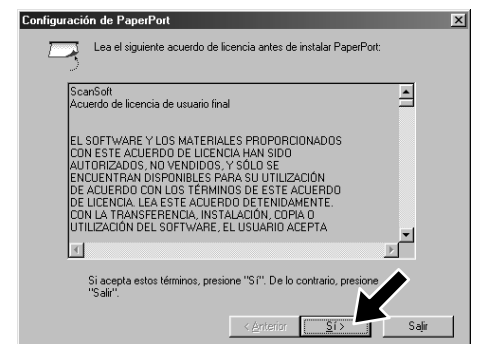 Configuración de PaperPort
Lea el siguiente acuerdo de licencia antes de instalar PaperPort:
ScanSoft
Acuerdo de licencia de usuario final
EL SOFTWARE Y LOS MATERIALES PROPORCIONADOS
CON ESTE ACUERDO DE LICENCIA HAN SIDO
AUTORIZADOS, NO VENDIDOS, Y SÓLO SE
ENCUENTRAN DISPONIBLES PARA SU UTILIZACIÓN
DE ACUERDO CON LOS TÉRMINOS DE ESTE ACUERDO
DE LICENCIA. LEA ESTE ACUERDO DETENIDAMENTE.
CON LA TRANSFERENCIA, INSTALACIÓN, COPIA O
UTILIZACIÓN DEL SOFTWARE, EL USUARIO ACEPTA
Si acepta estos términos, presione "Sí". De lo contrario, presione
"Salir".
< Anterior Sí > Salir